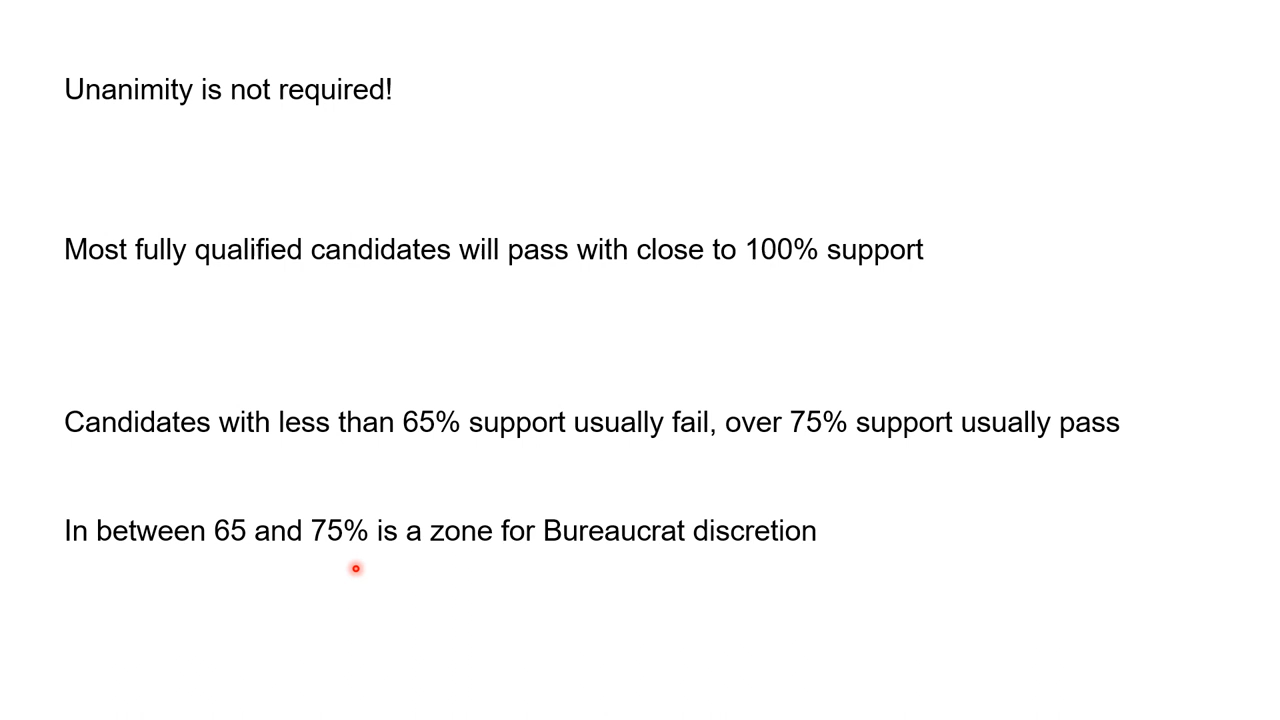 Unanimity is not required!
Most fully qualified candidates will pass with close to 100% support
Candidates with less than 65% support usually fail, over 75% support usually pass
In between 65 and 75% is a zone for Bureaucrat discretion